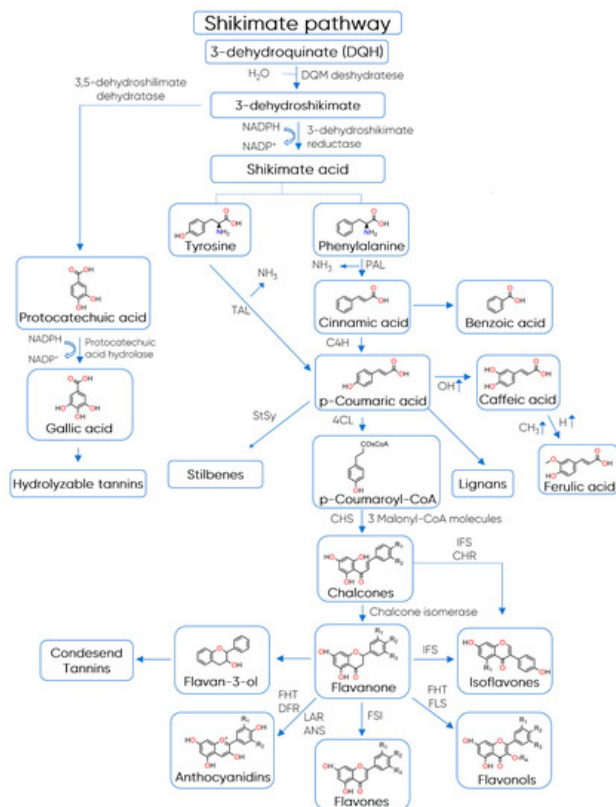 Shikimate pathway
3-dehydroquinate (DQH)
H₂O
DQM deshydratese
3,5-dehydroshilimate
dehydratase
3-dehydroshikimate
NADPH
NADP⁺
3-dehydroshikimate
reductase
Shikimate acid
Tyrosine
Phenylalanine
NH₃
TAL
NH₃
PAL
Protocatechuic acid
Cinnamic acid
Benzoic acid
NADPH
NADP⁺
Protocatechuic
acid hydrolase
C4H
Gallic acid
p-Coumaric acid
OH
Caffeic acid
StSy
4CL
CH₃
H
Hydrolyzable tannins
Stilbenes
COsCoA
p-Coumaroyl-CoA
Lignans
Ferulic acid
CHS
3 Malonyl-CoA molecules
IFS
CHR
Chalcones
Chalcone isomerase
Condesend
Tannins
Flavan-3-ol
Flavanone
IFS
Isoflavones
FHT
DFR
LAR
ANS
FSI
FHT
FLS
Anthocyanidins
Flavones
Flavonols